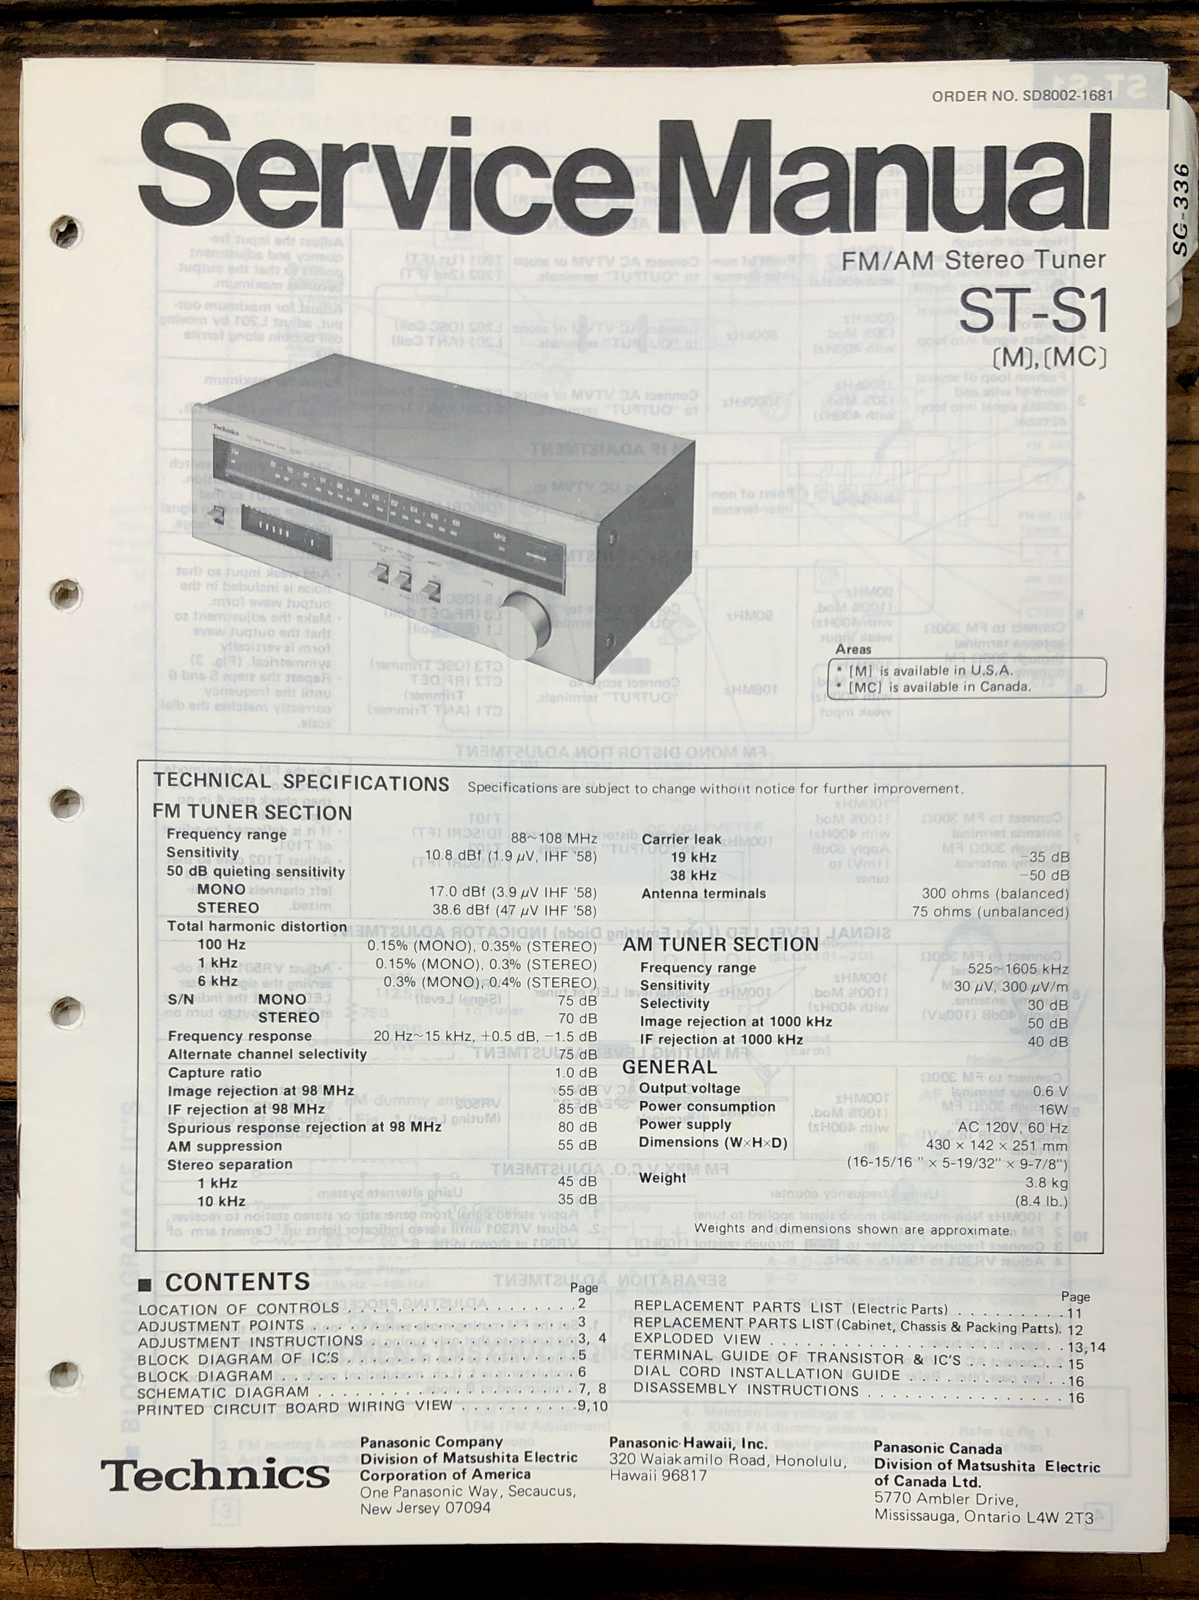 ORDER NO. SD8002-1681
Service Manual
SG-336
FM/AM Stereo Tuner
ST-S1
[M], [MC]
Technics
Areas
* [M] is available in U.S.A.
* [MC] is available in Canada.
TECHNICAL SPECIFICATIONS Specifications are subject to change without notice for further improvement.
FM TUNER SECTION
Frequency range 88~108 MHz
Sensitivity 10.8 dBf (1.9 µV, IHF '58)
50 dB quieting sensitivity
MONO 17.0 dBf (3.9 µV IHF '58)
STEREO 38.6 dBf (47 µV IHF '58)
Total harmonic distortion
100 Hz 0.15% (MONO), 0.35% (STEREO)
1 kHz 0.15% (MONO), 0.3% (STEREO)
6 kHz 0.3% (MONO), 0.4% (STEREO)
S/N MONO 75 dB
STEREO 70 dB
Frequency response 20 Hz~15 kHz, +0.5 dB, −1.5 dB
Alternate channel selectivity 75 dB
Capture ratio 1.0 dB
Image rejection at 98 MHz 55 dB
IF rejection at 98 MHz 85 dB
Spurious response rejection at 98 MHz 80 dB
AM suppression 55 dB
Stereo separation
1 kHz 45 dB
10 kHz 35 dB
Carrier leak
19 kHz −35 dB
38 kHz −50 dB
Antenna terminals 300 ohms (balanced)
75 ohms (unbalanced)
AM TUNER SECTION
Frequency range 525~1605 kHz
Sensitivity 30 µV, 300 µV/m
Selectivity 30 dB
Image rejection at 1000 kHz 50 dB
IF rejection at 1000 kHz 40 dB
GENERAL
Output voltage 0.6 V
Power consumption 16W
Power supply AC 120V, 60 Hz
Dimensions (W×H×D) 430 × 142 × 251 mm
(16-15/16 " × 5-19/32" × 9-7/8")
Weight 3.8 kg
(8.4 lb.)
Weights and dimensions shown are approximate.
■ CONTENTS
Page
LOCATION OF CONTROLS . . . . . . . . . . . . . . . . . . 2
ADJUSTMENT POINTS . . . . . . . . . . . . . . . . . . . . 3
ADJUSTMENT INSTRUCTIONS . . . . . . . . . . . . . . . 3, 4
BLOCK DIAGRAM OF IC'S . . . . . . . . . . . . . . . . . . 5
BLOCK DIAGRAM . . . . . . . . . . . . . . . . . . . . . . 6
SCHEMATIC DIAGRAM . . . . . . . . . . . . . . . . . . . 7, 8
PRINTED CIRCUIT BOARD WIRING VIEW . . . . . . . . . 9,10
Page
REPLACEMENT PARTS LIST (Electric Parts) . . . . . . . . . 11
REPLACEMENT PARTS LIST (Cabinet, Chassis & Packing Patts). 12
EXPLODED VIEW . . . . . . . . . . . . . . . . . . . . . . 13,14
TERMINAL GUIDE OF TRANSISTOR & IC'S . . . . . . . . . 15
DIAL CORD INSTALLATION GUIDE . . . . . . . . . . . . . 16
DISASSEMBLY INSTRUCTIONS . . . . . . . . . . . . . . . . 16
Technics
Panasonic Company
Division of Matsushita Electric
Corporation of America
One Panasonic Way, Secaucus,
New Jersey 07094
Panasonic Hawaii, Inc.
320 Waiakamilo Road, Honolulu,
Hawaii 96817
Panasonic Canada
Division of Matsushita Electric
of Canada Ltd.
5770 Ambler Drive,
Mississauga, Ontario L4W 2T3